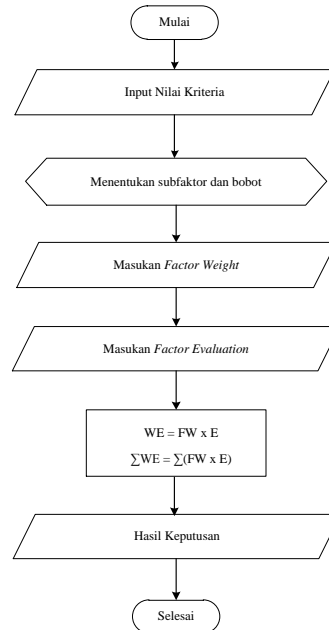 Mulai
Input Nilai Kriteria
Menentukan subfaktor dan bobot
Masukan Factor Weight
Masukan Factor Evaluation
WE = FW x E
∑WE = ∑(FW x E)
Hasil Keputusan
Selesai